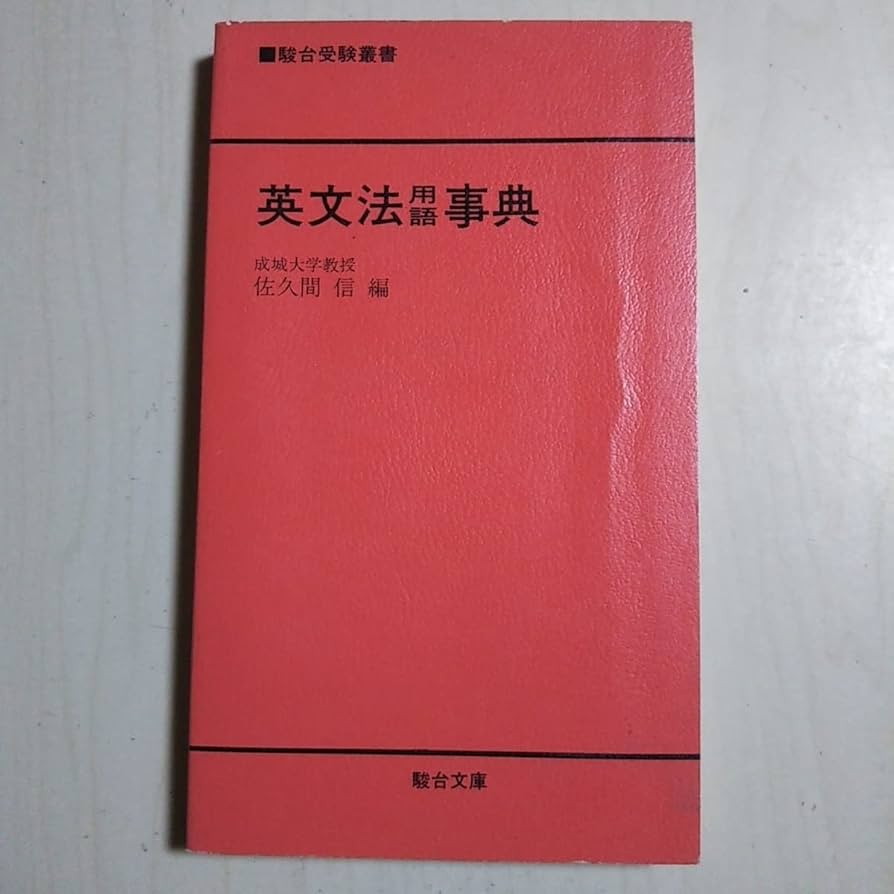 ■駿台受験叢書
英文法用語事典
成城大学教授
佐久間 信 編
駿台文庫